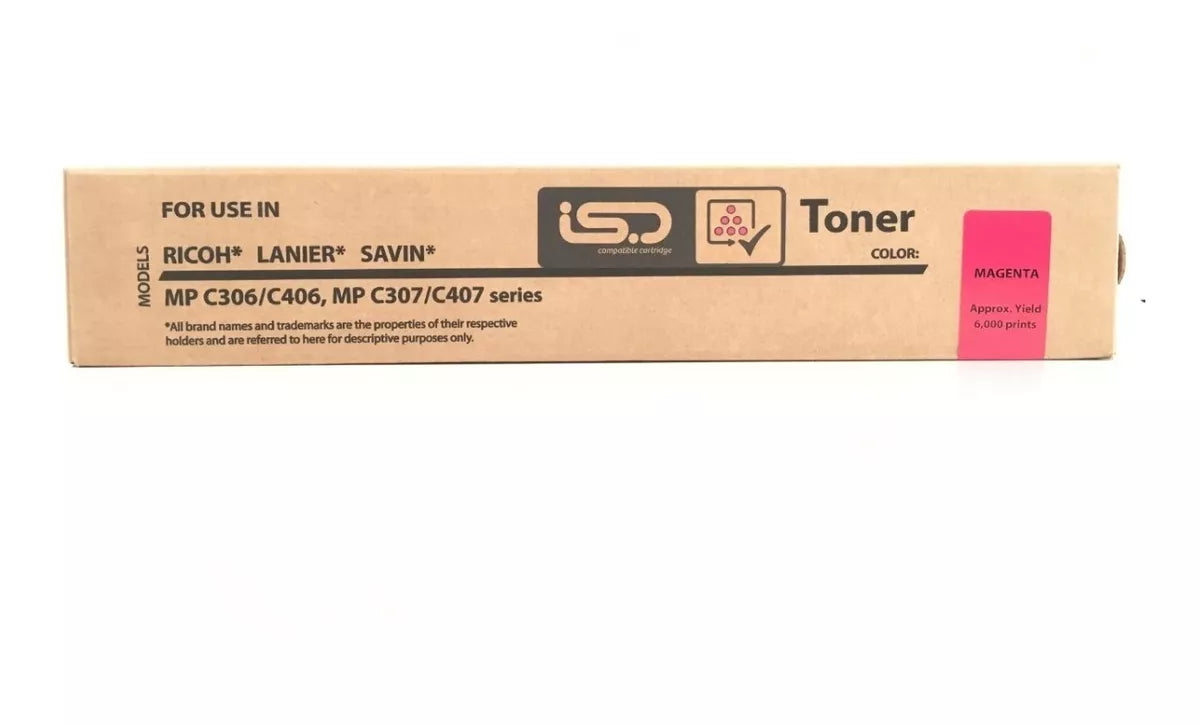 FOR USE IN
MODELS
RICOH* LANIER* SAVIN*
MP C306/C406, MP C307/C407 series
*All brand names and trademarks are the properties of their respective
holders and are referred to here for descriptive purposes only.
isp
compatible cartridge
Toner
COLOR:
MAGENTA
Approx. Yield
6,000 prints